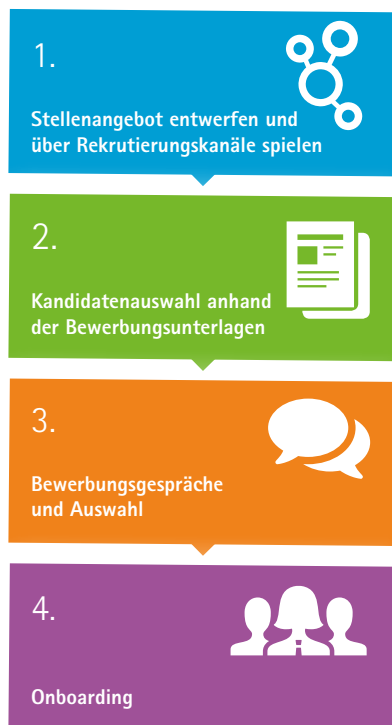 1.
Stellenangebot entwerfen und
über Rekrutierungskanäle spielen
2.
Kandidatenauswahl anhand
der Bewerbungsunterlagen
3.
Bewerbungsgespräche
und Auswahl
4.
Onboarding